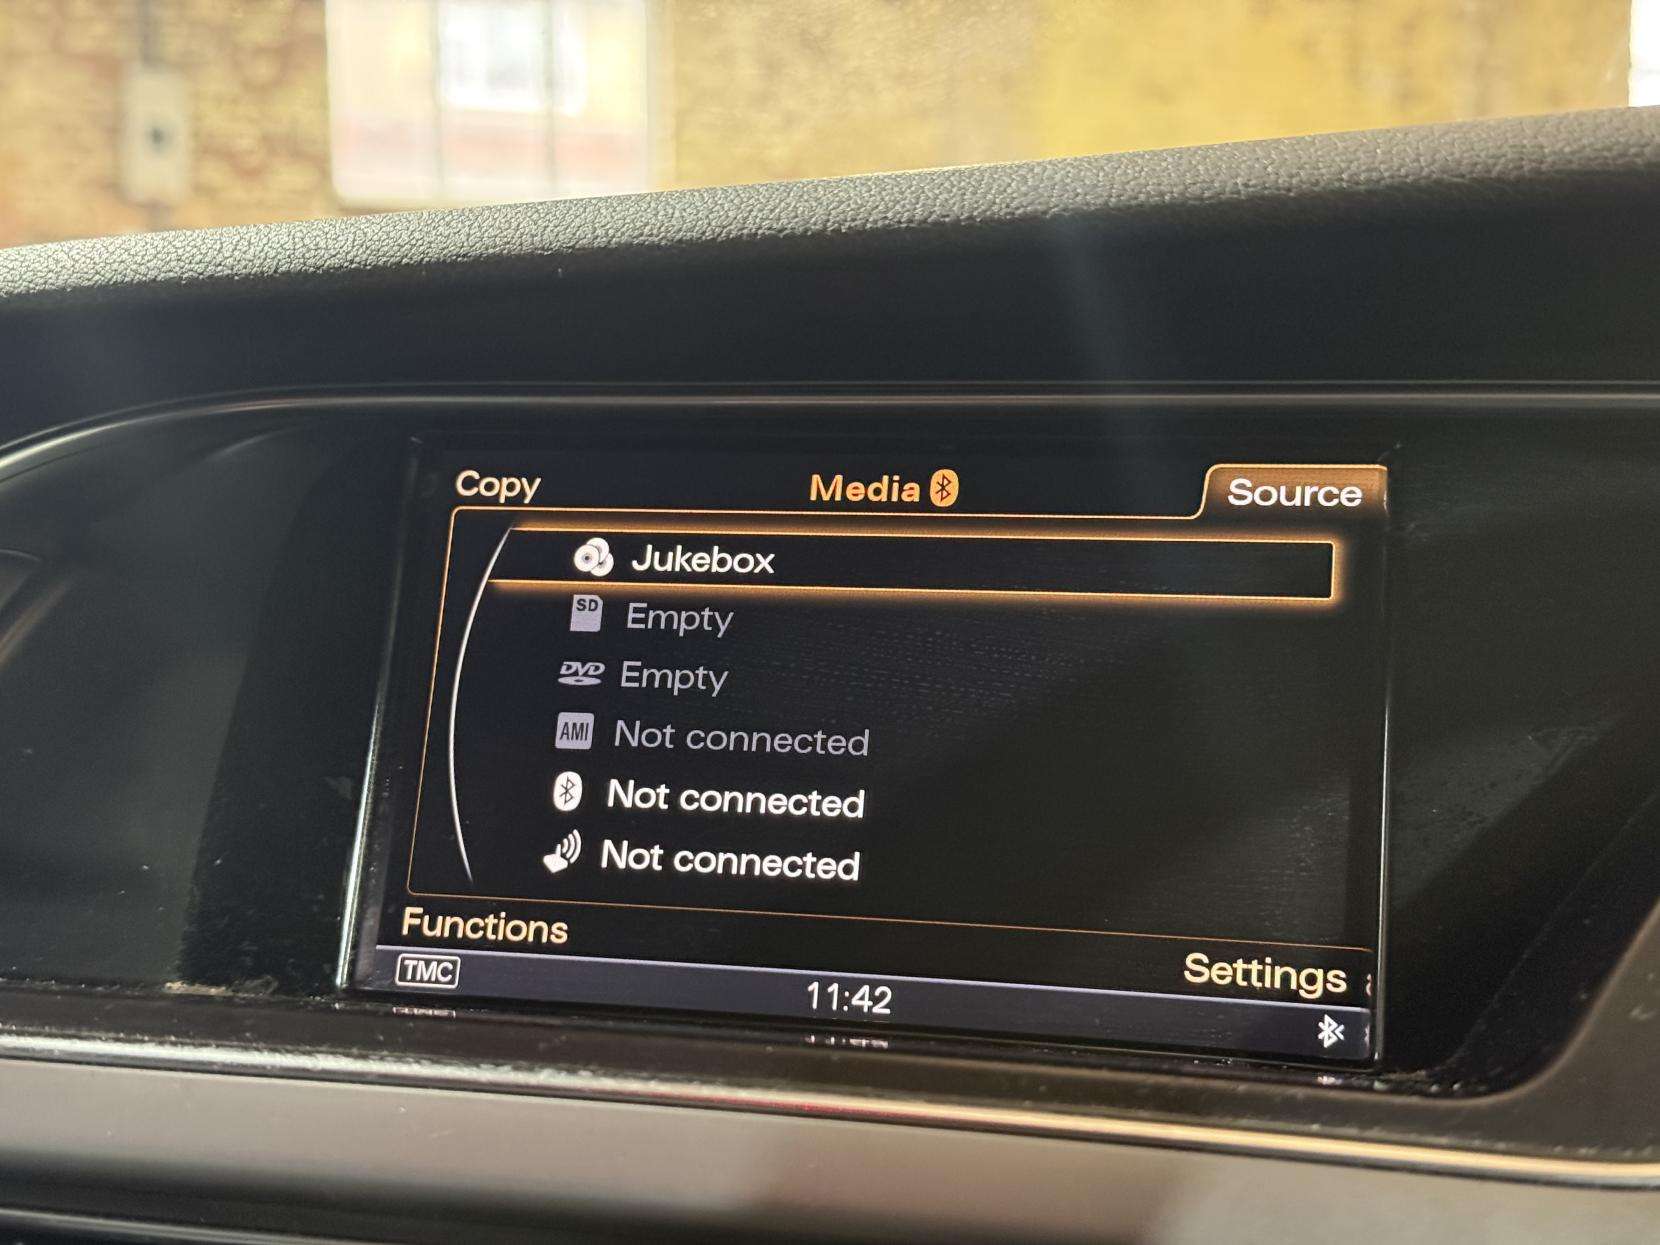 Copy
Media
Source
Jukebox
SD Empty
DVD Empty
AMI Not connected
Not connected
Not connected
Functions
Settings
TMC
11:42